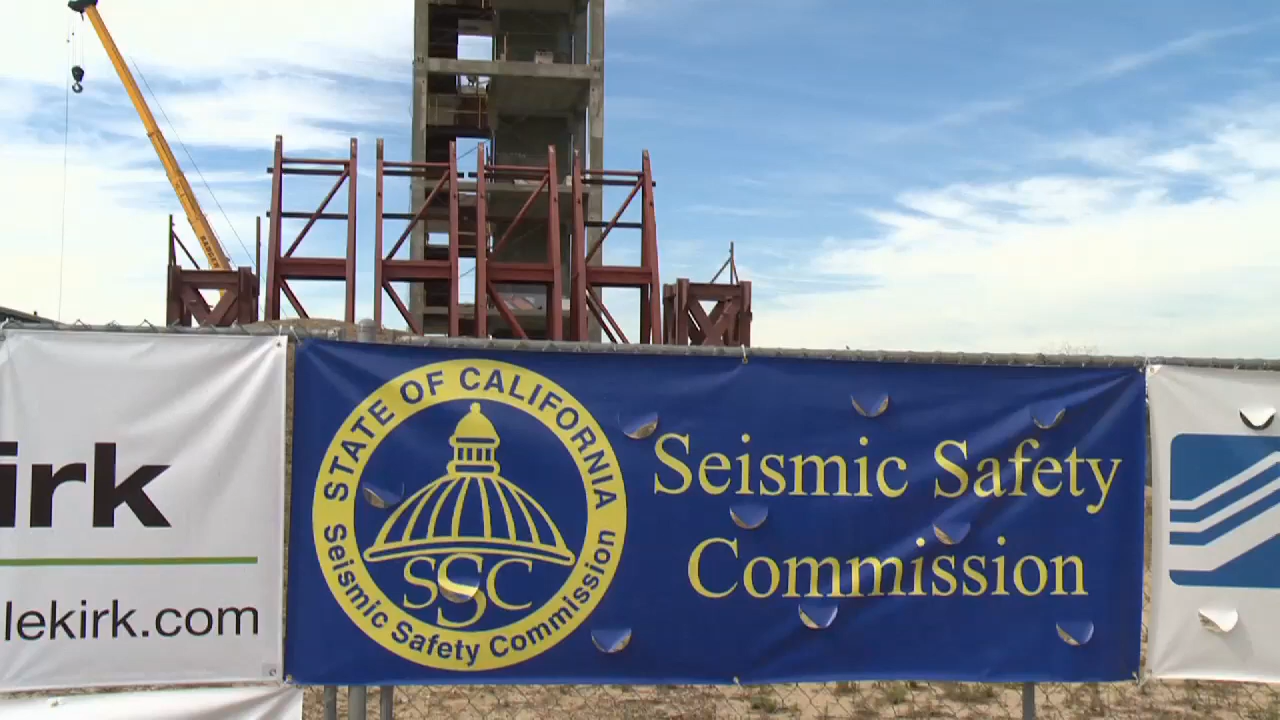 irk
lekirk.com
STATE OF CALIFORNIA
SSC
Seismic Safety Commission
Seismic Safety
Commission